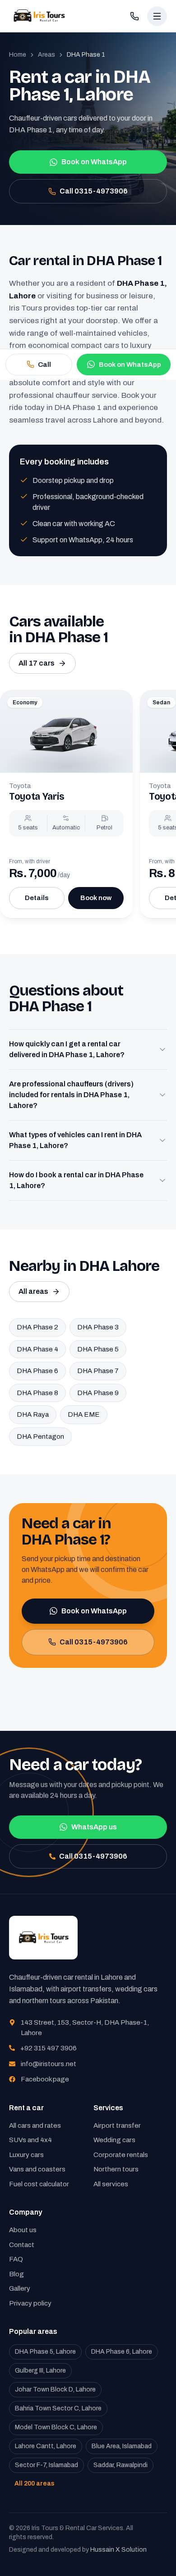 Iris Tours
Rent a Car
Home > Areas > DHA Phase 1
Rent a car in DHA
Phase 1, Lahore
Chauffeur-driven cars delivered to your door in
DHA Phase 1, any time of day.
Book on WhatsApp
Call 0315-4973906
Car rental in DHA Phase 1
Whether you are a resident of DHA Phase 1,
Lahore or visiting for business or leisure,
Iris Tours provides top-tier rent a car
services right at your doorstep. We offer a
wide range of well-maintained vehicles,
from economical compact cars to luxury
Call
Book on WhatsApp
absolute comfort and style with our
professional chauffeur service. Book your
ride today in DHA Phase 1 and experience
seamless travel across Lahore and beyond.
Every booking includes
Doorstep pickup and drop
Professional, background-checked
driver
Clean car with working AC
Support on WhatsApp, 24 hours
Cars available
in DHA Phase 1
All 17 cars
Economy
Sedan
Toyota
Toyota Yaris
5 seats
Automatic
Petrol
From, with driver
Rs. 7,000 /day
Details
Book now
Toyota
5 seats
From, with
Questions about
DHA Phase 1
How quickly can I get a rental car
delivered in DHA Phase 1, Lahore?
Are professional chauffeurs (drivers)
included for rentals in DHA Phase 1,
Lahore?
What types of vehicles can I rent in DHA
Phase 1, Lahore?
How do I book a rental car in DHA Phase
1, Lahore?
Nearby in DHA Lahore
All areas
DHA Phase 2
DHA Phase 3
DHA Phase 4
DHA Phase 5
DHA Phase 6
DHA Phase 7
DHA Phase 8
DHA Phase 9
DHA Raya
DHA EME
DHA Pentagon
Need a car in
DHA Phase 1?
Send your pickup time and destination
on WhatsApp and we will confirm the car
and price.
Book on WhatsApp
Call 0315-4973906
Need a car today?
Message us with your dates and pickup point. We
are available 24 hours a day.
WhatsApp us
Call 0315-4973906
Iris Tours
Rent a Car
Chauffeur-driven car rental in Lahore and
Islamabad, with airport transfers, wedding cars
and northern tours across Pakistan.
143 Street, 153, Sector-H, DHA Phase-1,
Lahore
+92 315 497 3906
info@iristours.net
Facebook page
Rent a car
Services
All cars and rates
Airport transfer
SUVs and 4x4
Wedding cars
Luxury cars
Corporate rentals
Vans and coasters
Northern tours
Fuel cost calculator
All services
Company
About us
Contact
FAQ
Blog
Gallery
Privacy policy
Popular areas
DHA Phase 5, Lahore
DHA Phase 6, Lahore
Gulberg III, Lahore
Johar Town Block D, Lahore
Bahria Town Sector C, Lahore
Model Town Block C, Lahore
Lahore Cantt, Lahore
Blue Area, Islamabad
Sector F-7, Islamabad
Saddar, Rawalpindi
All 200 areas
© 2026 Iris Tours & Rental Car Services. All
rights reserved.
Designed and developed by Hussain X Solution